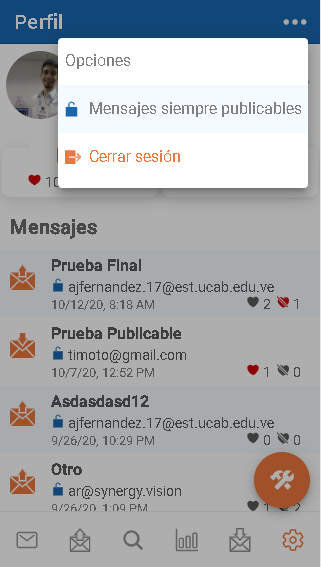 Perfil
Opciones
Mensajes siempre publicables
Cerrar sesión
Mensajes
Prueba Final
ajfernandez.17@est.ucab.edu.ve
10/12/20, 8:18 AM 2 1
Prueba Publicable
timoto@gmail.com
10/7/20, 12:52 PM 1 0
Asdasdasd12
ajfernandez.17@est.ucab.edu.ve
9/26/20, 10:29 PM 0 0
Otro
ar@synergy.vision
9/26/20, 1:09 PM